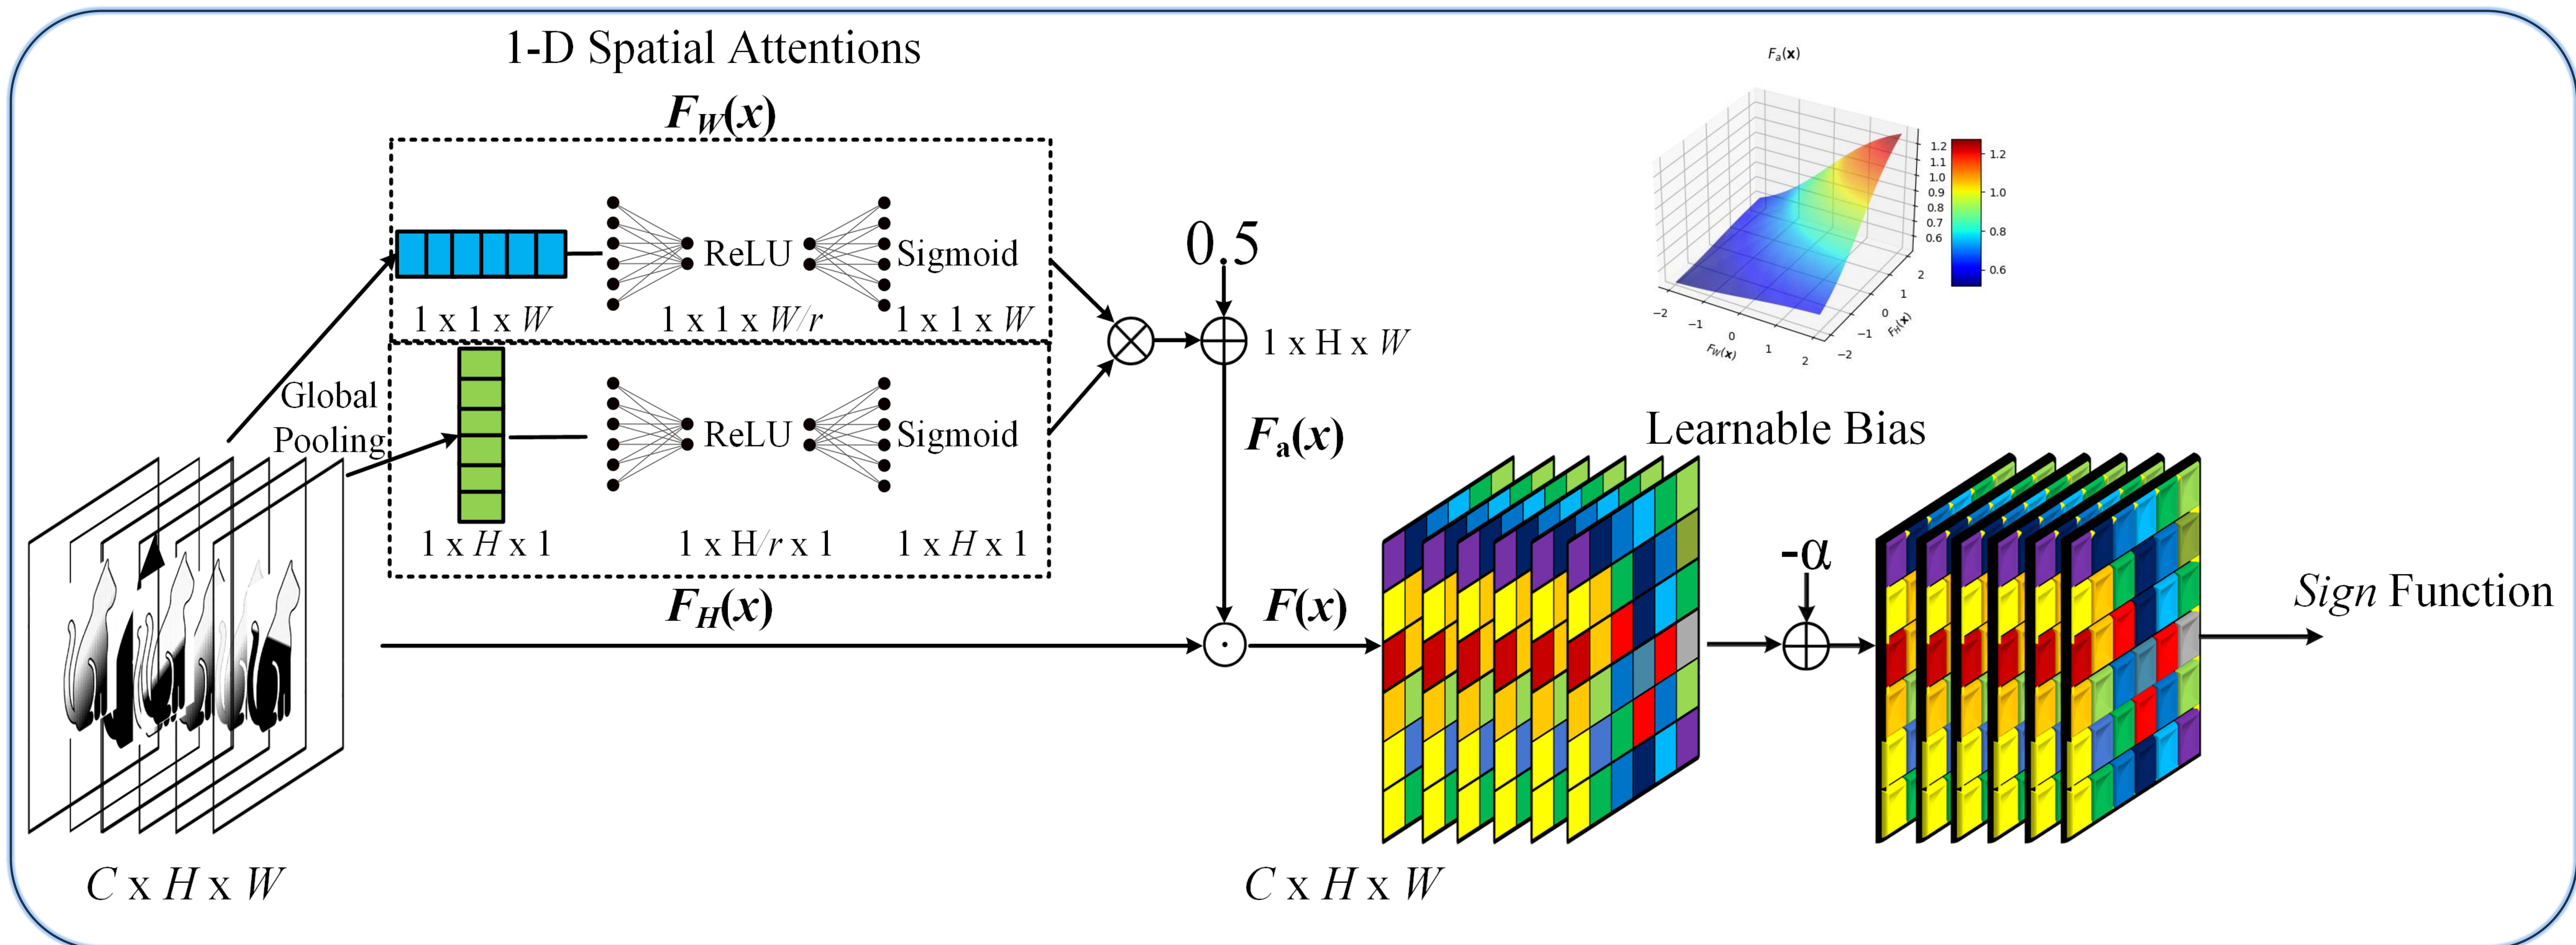 1-D Spatial Attentions
F_W(x)
ReLU
Sigmoid
1 x 1 x W
1 x 1 x W/r
1 x 1 x W
Global
Pooling
ReLU
Sigmoid
1 x H x 1
1 x H/r x 1
1 x H x 1
F_H(x)
0.5
1 x H x W
F_a(x)
F(x)
C x H x W
C x H x W
F_a(x)
1.2
1.1
1.0
0.9
0.8
0.7
0.6
1.2
1.0
0.8
0.6
−2
−1
0
1
2
F_W(x)
−2
−1
0
1
2
F_H(x)
Learnable Bias
-α
Sign Function